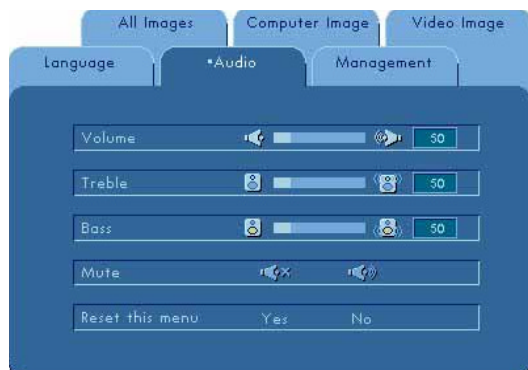 All Images Computer Image Video Image
Language •Audio Management
Volume 50
Treble 50
Bass 50
Mute
Reset this menu Yes No